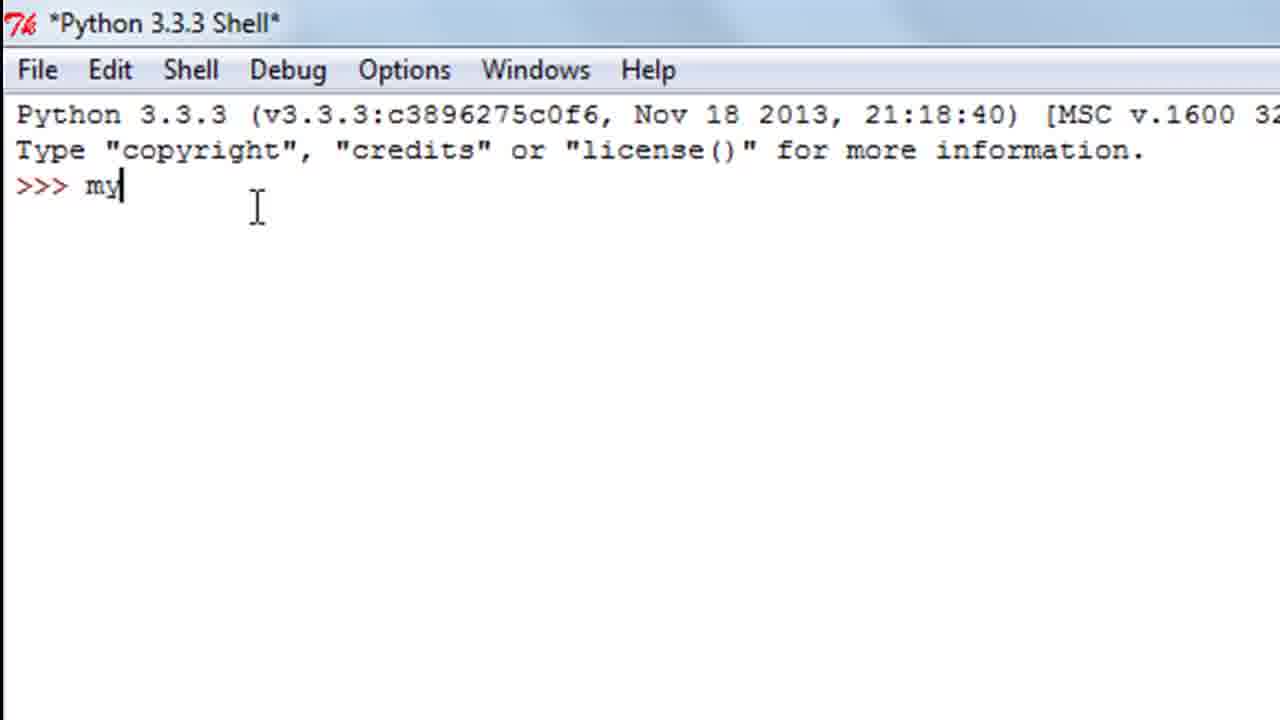 *Python 3.3.3 Shell*
File Edit Shell Debug Options Windows Help
Python 3.3.3 (v3.3.3:c3896275c0f6, Nov 18 2013, 21:18:40) [MSC v.1600 32
Type "copyright", "credits" or "license()" for more information.
>>> my